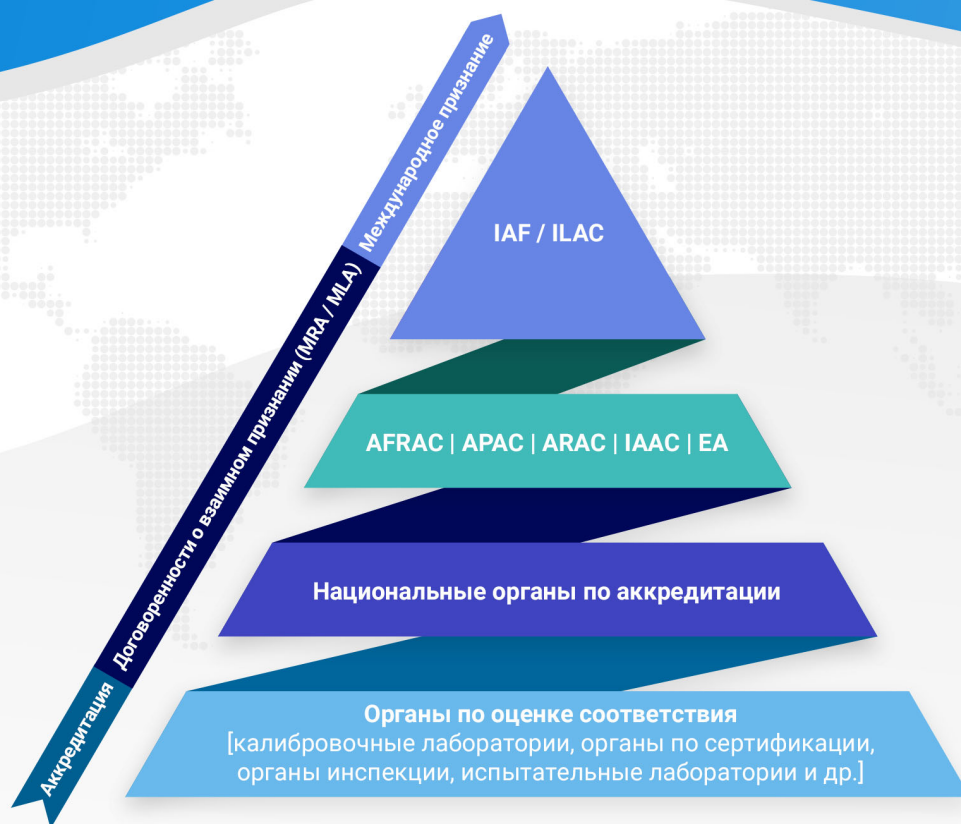 Международное признание
Договоренности о взаимном признании (MRA / MLA)
Аккредитация
IAF / ILAC
AFRAC | APAC | ARAC | IAAC | EA
Национальные органы по аккредитации
Органы по оценке соответствия
[калибровочные лаборатории, органы по сертификации,
органы инспекции, испытательные лаборатории и др.]